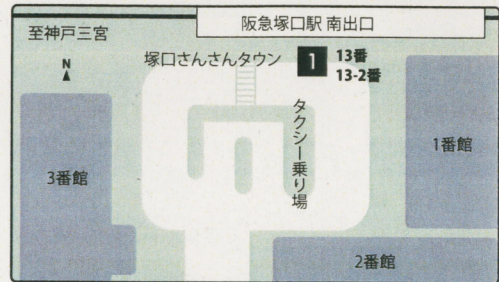 阪急塚口駅 南出口
至神戸三宮
N
塚口さんさんタウン
1
13番
13-2番
タクシー乗り場
1番館
3番館
2番館